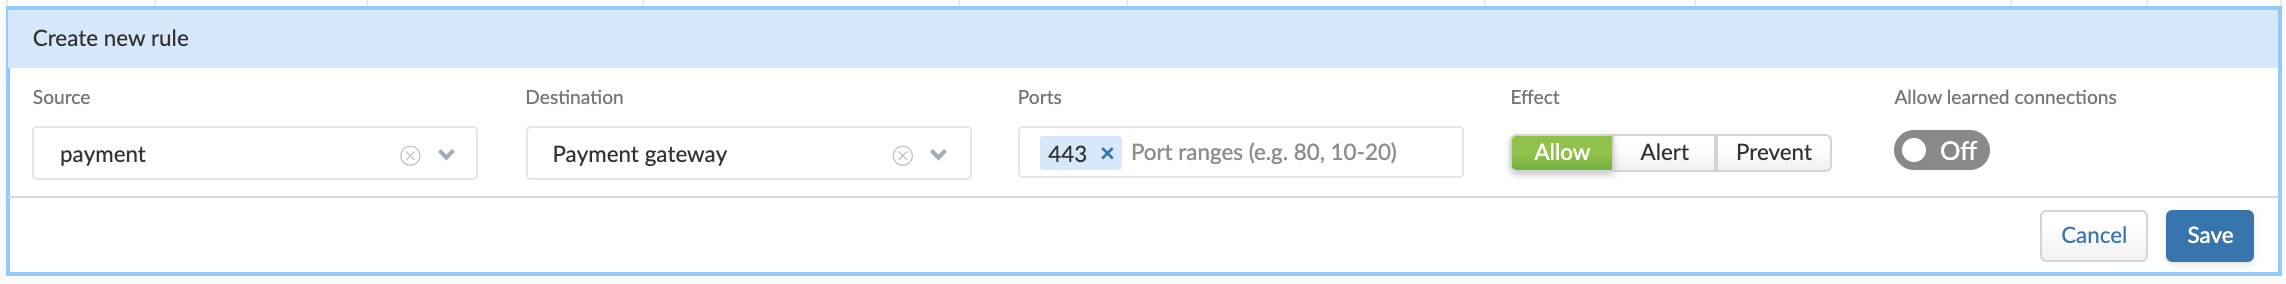 Create new rule
Source Destination Ports Effect Allow learned connections
payment Payment gateway 443 × Port ranges (e.g. 80, 10-20) Allow Alert Prevent Off
Cancel Save